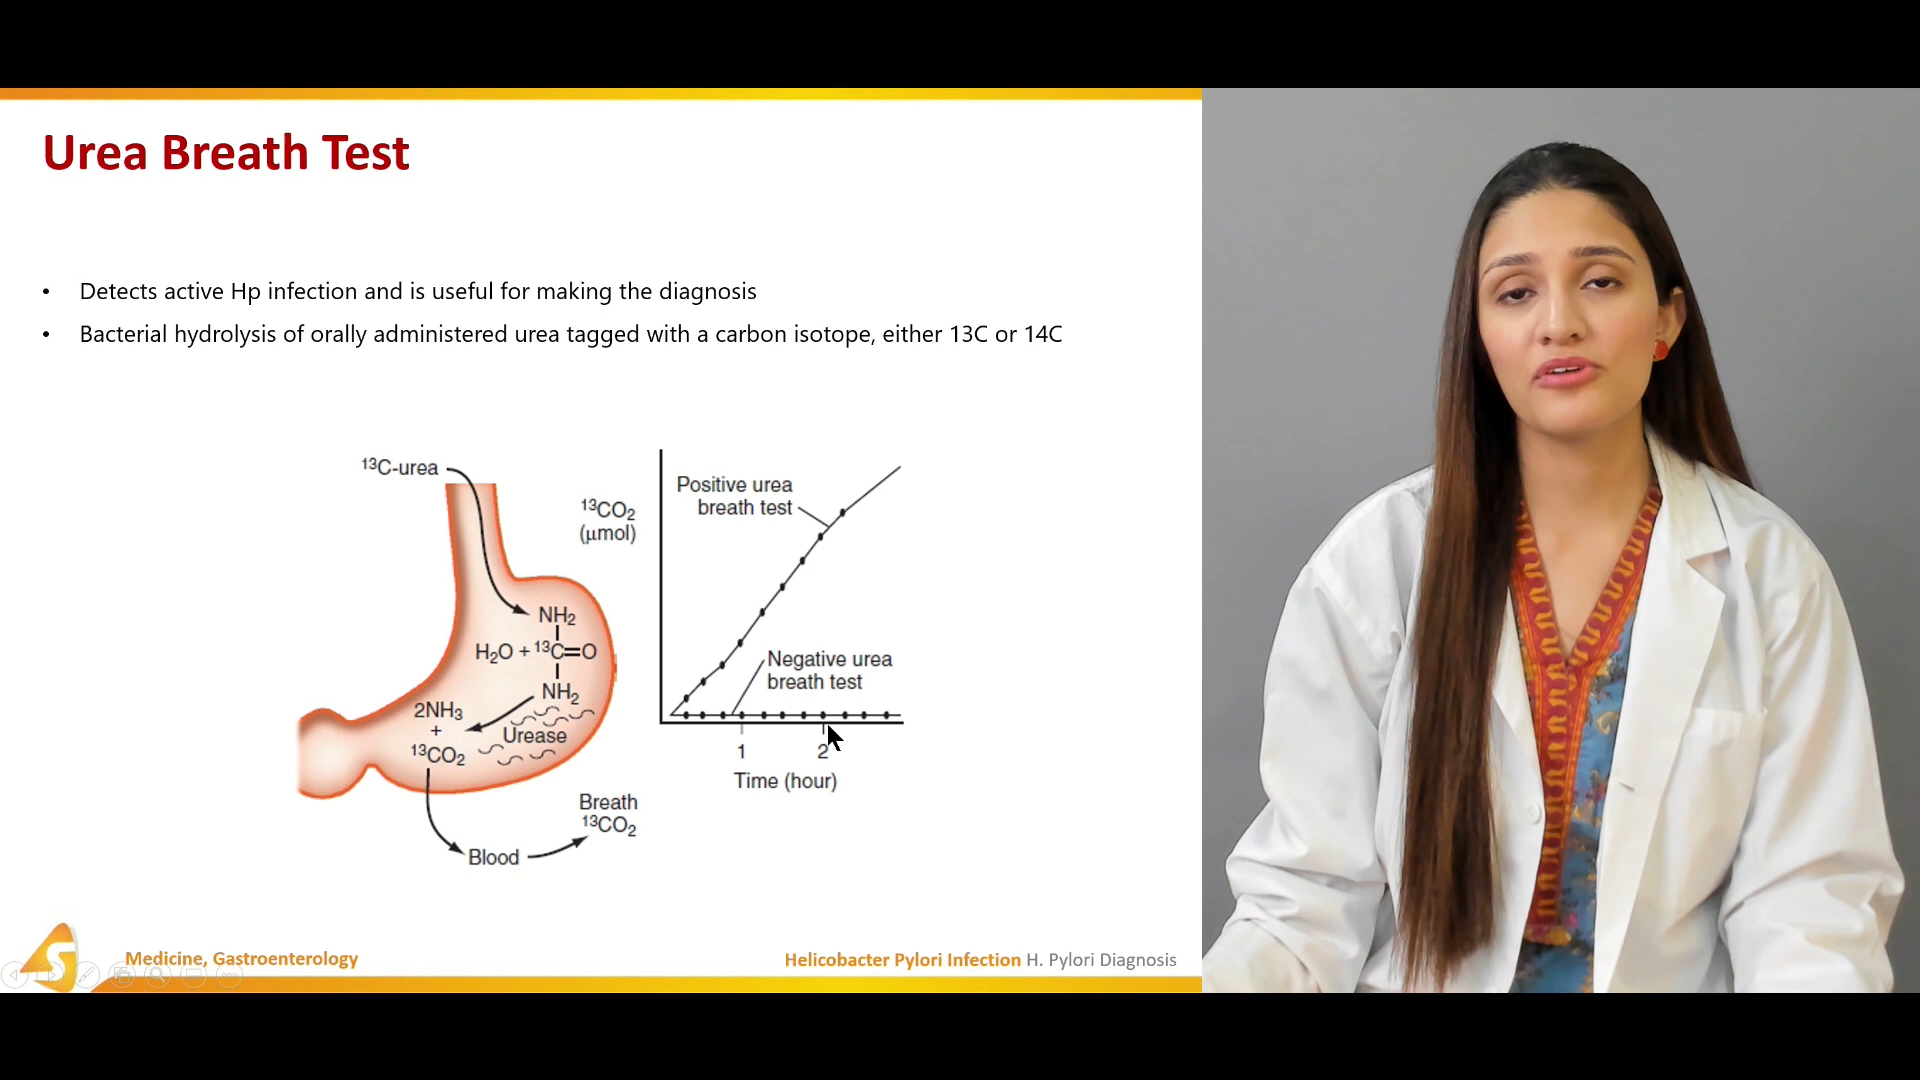 Urea Breath Test
• Detects active Hp infection and is useful for making the diagnosis
• Bacterial hydrolysis of orally administered urea tagged with a carbon isotope, either 13C or 14C
¹³C-urea
NH₂
H₂O + ¹³C=O
NH₂
2NH₃
+
¹³CO₂
Urease
Blood
Breath
¹³CO₂
¹³CO₂
(μmol)
Positive urea
breath test
Negative urea
breath test
1 2
Time (hour)
S
Medicine, Gastroenterology
Helicobacter Pylori Infection H. Pylori Diagnosis